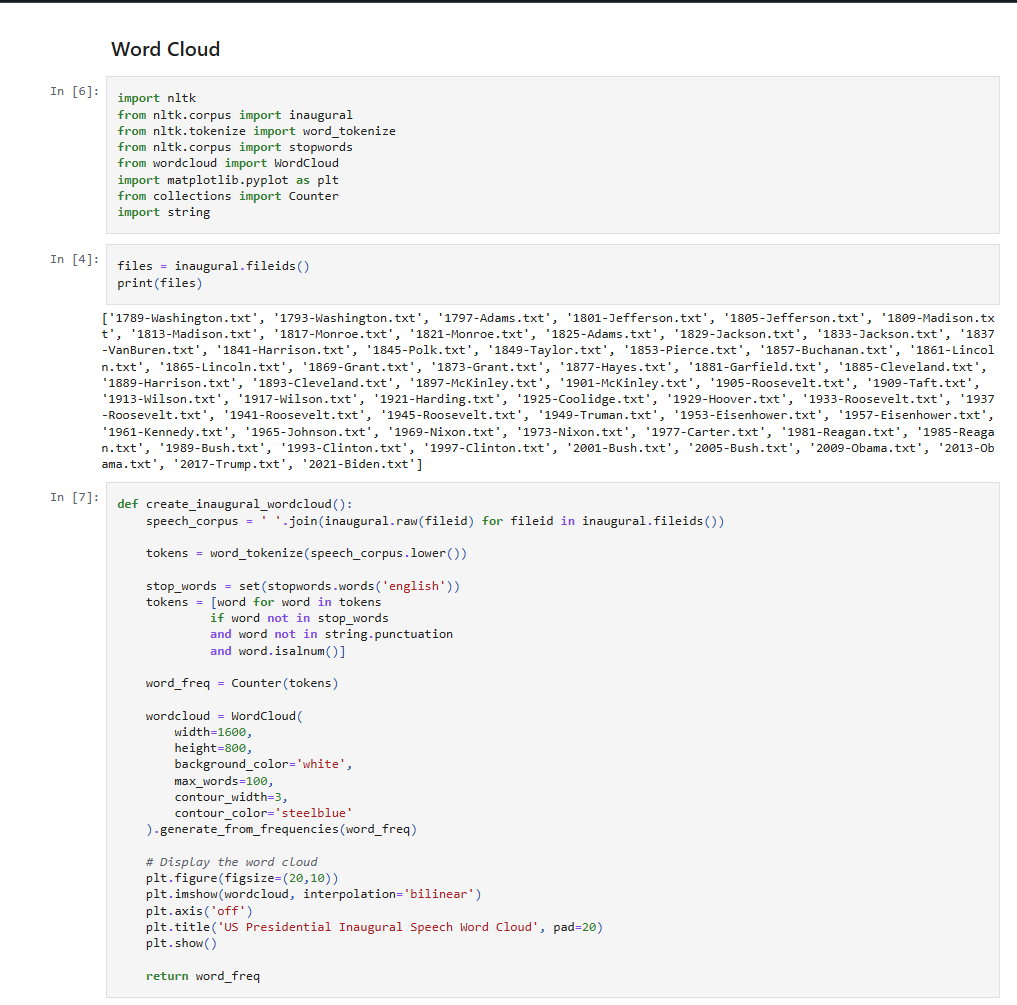 Word Cloud
In [6]:
import nltk
from nltk.corpus import inaugural
from nltk.tokenize import word_tokenize
from nltk.corpus import stopwords
from wordcloud import WordCloud
import matplotlib.pyplot as plt
from collections import Counter
import string
In [4]:
files = inaugural.fileids()
print(files)
['1789-Washington.txt', '1793-Washington.txt', '1797-Adams.txt', '1801-Jefferson.txt', '1805-Jefferson.txt', '1809-Madison.tx
t', '1813-Madison.txt', '1817-Monroe.txt', '1821-Monroe.txt', '1825-Adams.txt', '1829-Jackson.txt', '1833-Jackson.txt', '1837
-VanBuren.txt', '1841-Harrison.txt', '1845-Polk.txt', '1849-Taylor.txt', '1853-Pierce.txt', '1857-Buchanan.txt', '1861-Lincol
n.txt', '1865-Lincoln.txt', '1869-Grant.txt', '1873-Grant.txt', '1877-Hayes.txt', '1881-Garfield.txt', '1885-Cleveland.txt',
'1889-Harrison.txt', '1893-Cleveland.txt', '1897-McKinley.txt', '1901-McKinley.txt', '1905-Roosevelt.txt', '1909-Taft.txt',
'1913-Wilson.txt', '1917-Wilson.txt', '1921-Harding.txt', '1925-Coolidge.txt', '1929-Hoover.txt', '1933-Roosevelt.txt', '1937
-Roosevelt.txt', '1941-Roosevelt.txt', '1945-Roosevelt.txt', '1949-Truman.txt', '1953-Eisenhower.txt', '1957-Eisenhower.txt',
'1961-Kennedy.txt', '1965-Johnson.txt', '1969-Nixon.txt', '1973-Nixon.txt', '1977-Carter.txt', '1981-Reagan.txt', '1985-Reaga
n.txt', '1989-Bush.txt', '1993-Clinton.txt', '1997-Clinton.txt', '2001-Bush.txt', '2005-Bush.txt', '2009-Obama.txt', '2013-Ob
ama.txt', '2017-Trump.txt', '2021-Biden.txt']
In [7]:
def create_inaugural_wordcloud():
    speech_corpus = ' '.join(inaugural.raw(fileid) for fileid in inaugural.fileids())
    tokens = word_tokenize(speech_corpus.lower())
    stop_words = set(stopwords.words('english'))
    tokens = [word for word in tokens
             if word not in stop_words
             and word not in string.punctuation
             and word.isalnum()]
    word_freq = Counter(tokens)
    wordcloud = WordCloud(
        width=1600,
        height=800,
        background_color='white',
        max_words=100,
        contour_width=3,
        contour_color='steelblue'
    ).generate_from_frequencies(word_freq)
    # Display the word cloud
    plt.figure(figsize=(20,10))
    plt.imshow(wordcloud, interpolation='bilinear')
    plt.axis('off')
    plt.title('US Presidential Inaugural Speech Word Cloud', pad=20)
    plt.show()
    return word_freq